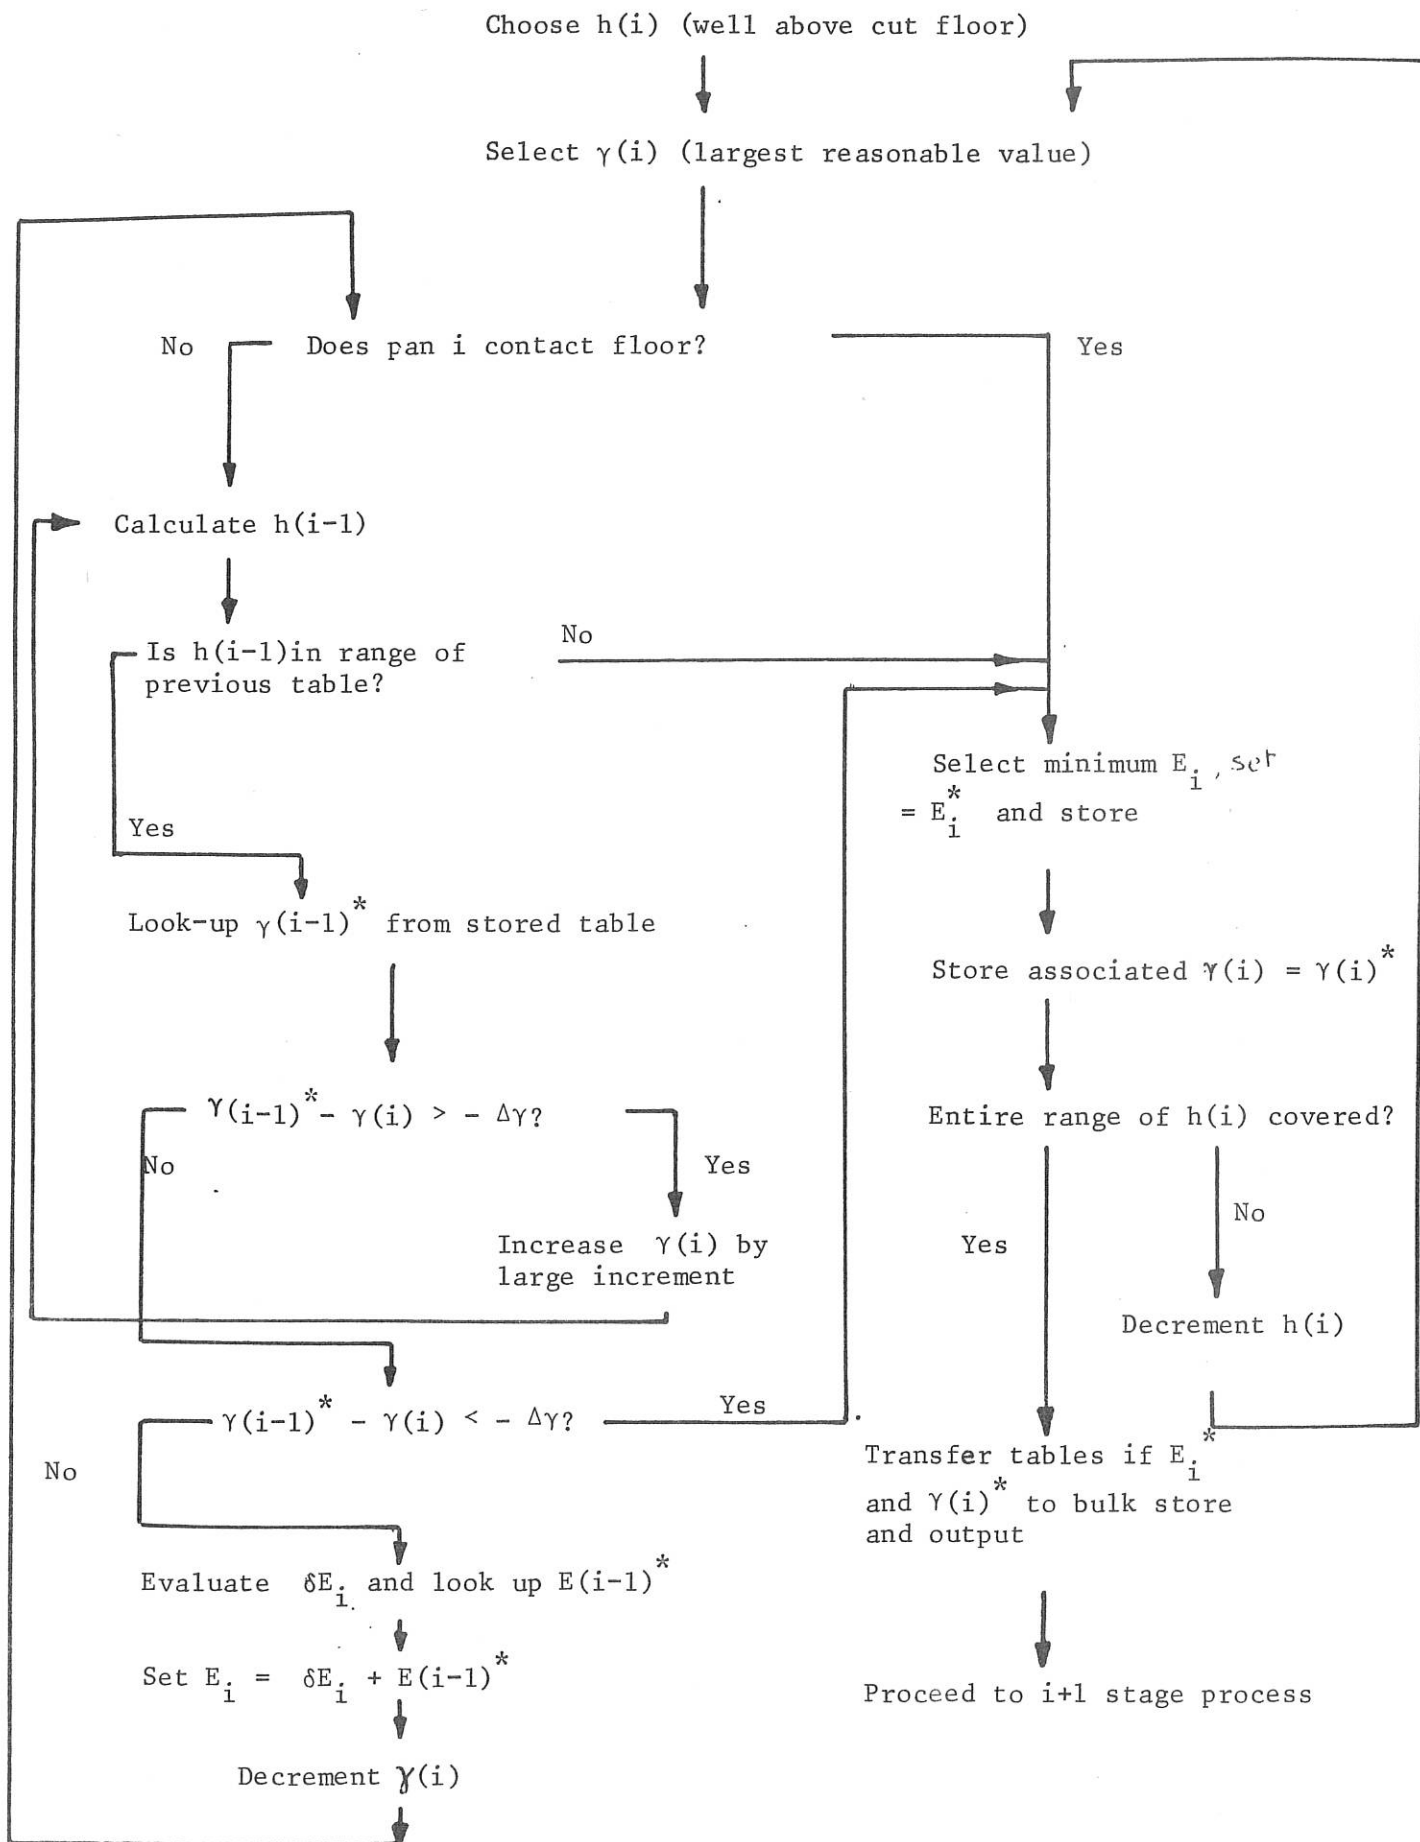 Choose h(i) (well above cut floor)
Select γ(i) (largest reasonable value)
No
Does pan i contact floor?
Yes
Calculate h(i-1)
Is h(i-1)in range of
previous table?
No
Yes
Look-up γ(i-1)* from stored table
γ(i-1)* - γ(i) > - Δγ?
No
Yes
Increase γ(i) by
large increment
γ(i-1)* - γ(i) < - Δγ?
Yes
No
Evaluate δE_i. and look up E(i-1)*
Set E_i = δE_i + E(i-1)*
Decrement γ(i)
Select minimum E_i, set
= E_i* and store
Store associated γ(i) = γ(i)*
Entire range of h(i) covered?
Yes
No
Decrement h(i)
Transfer tables if E_i*
and γ(i)* to bulk store
and output
Proceed to i+1 stage process